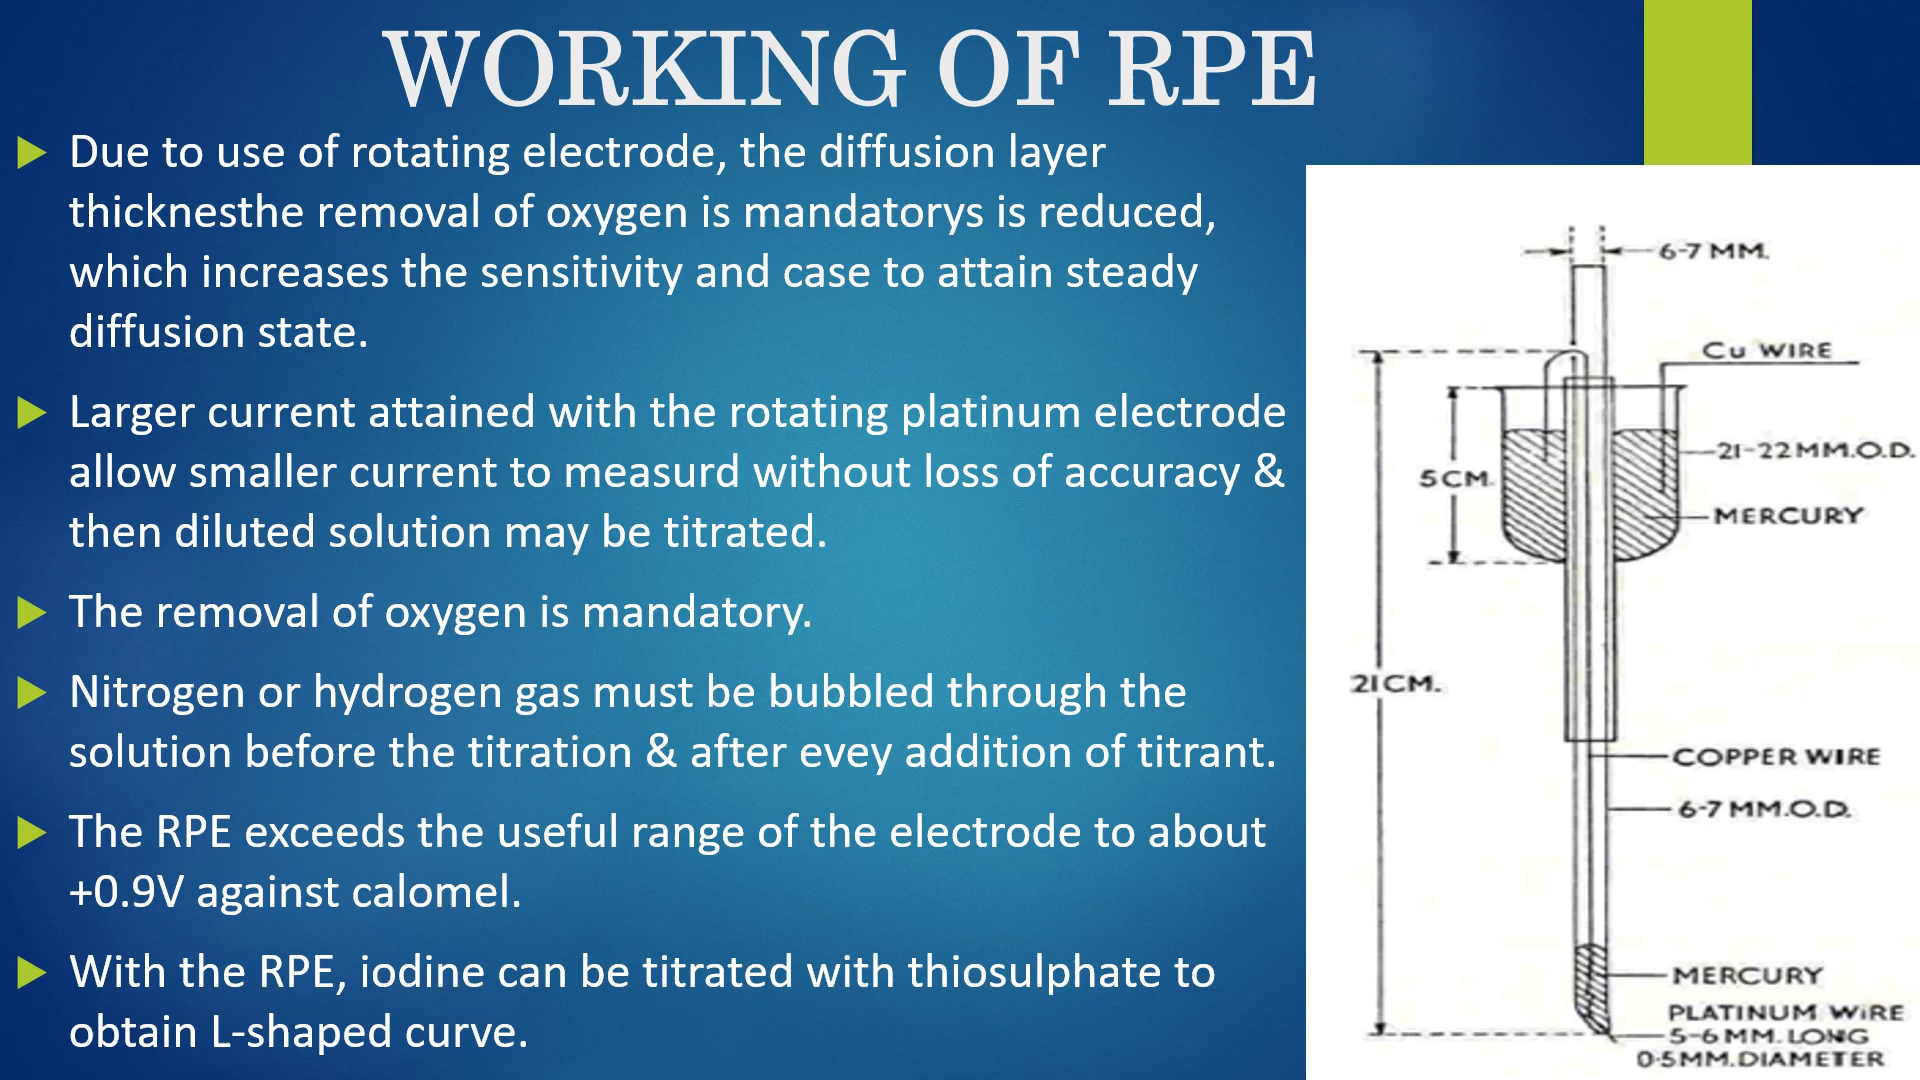 WORKING OF RPE
Due to use of rotating electrode, the diffusion layer
thicknesthe removal of oxygen is mandatorys is reduced,
which increases the sensitivity and case to attain steady
diffusion state.
Larger current attained with the rotating platinum electrode
allow smaller current to measurd without loss of accuracy &
then diluted solution may be titrated.
The removal of oxygen is mandatory.
Nitrogen or hydrogen gas must be bubbled through the
solution before the titration & after evey addition of titrant.
The RPE exceeds the useful range of the electrode to about
+0.9V against calomel.
With the RPE, iodine can be titrated with thiosulphate to
obtain L-shaped curve.
6-7 MM.
Cu WIRE
21-22 MM.O.D.
5 CM.
MERCURY
21 CM.
COPPER WIRE
6-7 MM.O.D.
MERCURY
PLATINUM WIRE
5-6 MM. LONG
0·5 MM. DIAMETER